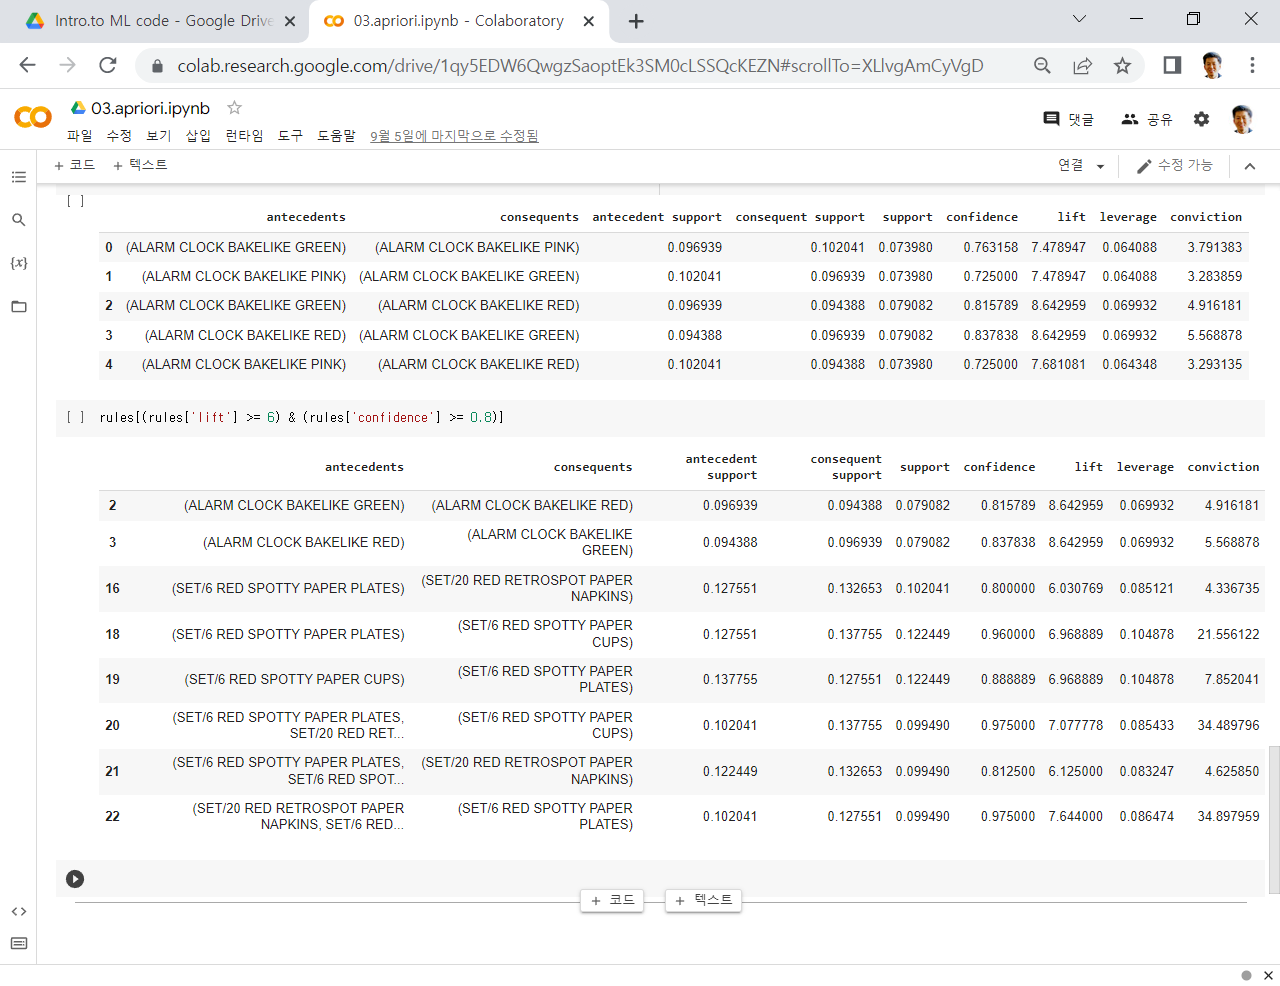 Intro.to ML code - Google Drive
03.apriori.ipynb - Colaboratory
colab.research.google.com/drive/1qy5EDW6QwgzSaoptEk3SM0cLSSQcKEZN#scrollTo=XLlvgAmCyVgD
03.apriori.ipynb
댓글 공유
파일 수정 보기 삽입 런타임 도구 도움말 9월 5일에 마지막으로 수정됨
+ 코드 + 텍스트 연결 수정 가능
[ ]
antecedents consequents antecedent support consequent support support confidence lift leverage conviction
0 (ALARM CLOCK BAKELIKE GREEN) (ALARM CLOCK BAKELIKE PINK) 0.096939 0.102041 0.073980 0.763158 7.478947 0.064088 3.791383
1 (ALARM CLOCK BAKELIKE PINK) (ALARM CLOCK BAKELIKE GREEN) 0.102041 0.096939 0.073980 0.725000 7.478947 0.064088 3.283859
2 (ALARM CLOCK BAKELIKE GREEN) (ALARM CLOCK BAKELIKE RED) 0.096939 0.094388 0.079082 0.815789 8.642959 0.069932 4.916181
3 (ALARM CLOCK BAKELIKE RED) (ALARM CLOCK BAKELIKE GREEN) 0.094388 0.096939 0.079082 0.837838 8.642959 0.069932 5.568878
4 (ALARM CLOCK BAKELIKE PINK) (ALARM CLOCK BAKELIKE RED) 0.102041 0.094388 0.073980 0.725000 7.681081 0.064348 3.293135
[ ] rules[(rules['lift'] >= 6) & (rules['confidence'] >= 0.8)]
antecedents consequents antecedent support consequent support support confidence lift leverage conviction
2 (ALARM CLOCK BAKELIKE GREEN) (ALARM CLOCK BAKELIKE RED) 0.096939 0.094388 0.079082 0.815789 8.642959 0.069932 4.916181
3 (ALARM CLOCK BAKELIKE RED) (ALARM CLOCK BAKELIKE GREEN) 0.094388 0.096939 0.079082 0.837838 8.642959 0.069932 5.568878
16 (SET/6 RED SPOTTY PAPER PLATES) (SET/20 RED RETROSPOT PAPER NAPKINS) 0.127551 0.132653 0.102041 0.800000 6.030769 0.085121 4.336735
18 (SET/6 RED SPOTTY PAPER PLATES) (SET/6 RED SPOTTY PAPER CUPS) 0.127551 0.137755 0.122449 0.960000 6.968889 0.104878 21.556122
19 (SET/6 RED SPOTTY PAPER CUPS) (SET/6 RED SPOTTY PAPER PLATES) 0.137755 0.127551 0.122449 0.888889 6.968889 0.104878 7.852041
20 (SET/6 RED SPOTTY PAPER PLATES, SET/20 RED RET... (SET/6 RED SPOTTY PAPER CUPS) 0.102041 0.137755 0.099490 0.975000 7.077778 0.085433 34.489796
21 (SET/6 RED SPOTTY PAPER PLATES, SET/6 RED SPOT... (SET/20 RED RETROSPOT PAPER NAPKINS) 0.122449 0.132653 0.099490 0.812500 6.125000 0.083247 4.625850
22 (SET/20 RED RETROSPOT PAPER NAPKINS, SET/6 RED... (SET/6 RED SPOTTY PAPER PLATES) 0.102041 0.127551 0.099490 0.975000 7.644000 0.086474 34.897959
+ 코드 + 텍스트